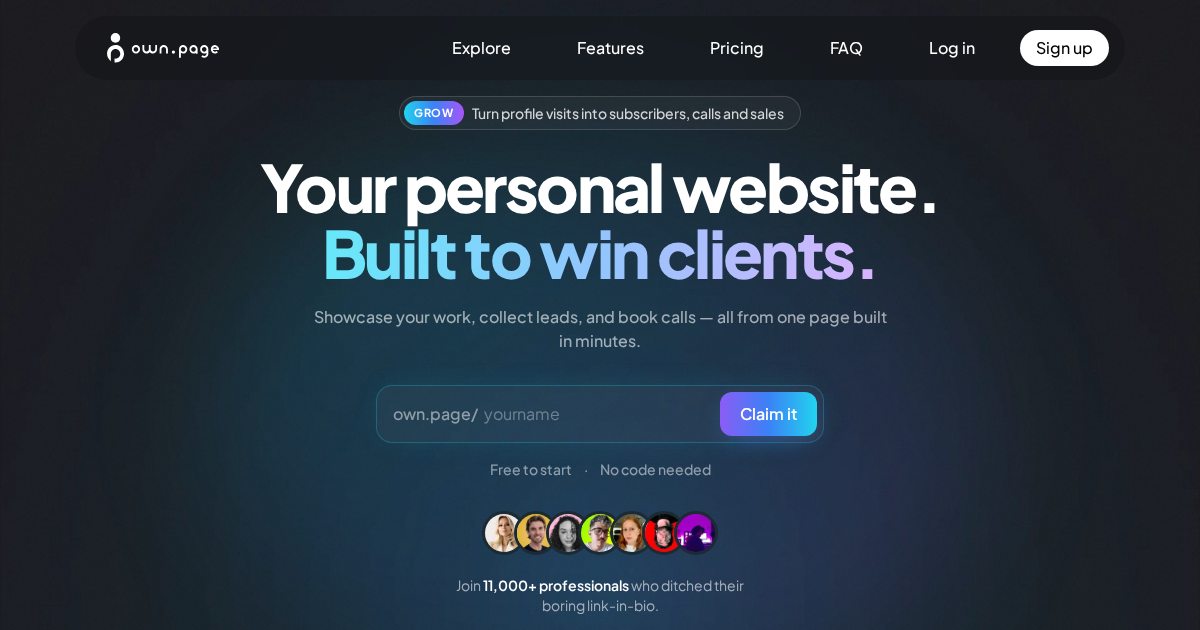 own.page
Explore
Features
Pricing
FAQ
Log in
Sign up
GROW Turn profile visits into subscribers, calls and sales
Your personal website.
Built to win clients.
Showcase your work, collect leads, and book calls — all from one page built
in minutes.
own.page/ yourname
Claim it
Free to start · No code needed
Join 11,000+ professionals who ditched their
boring link-in-bio.